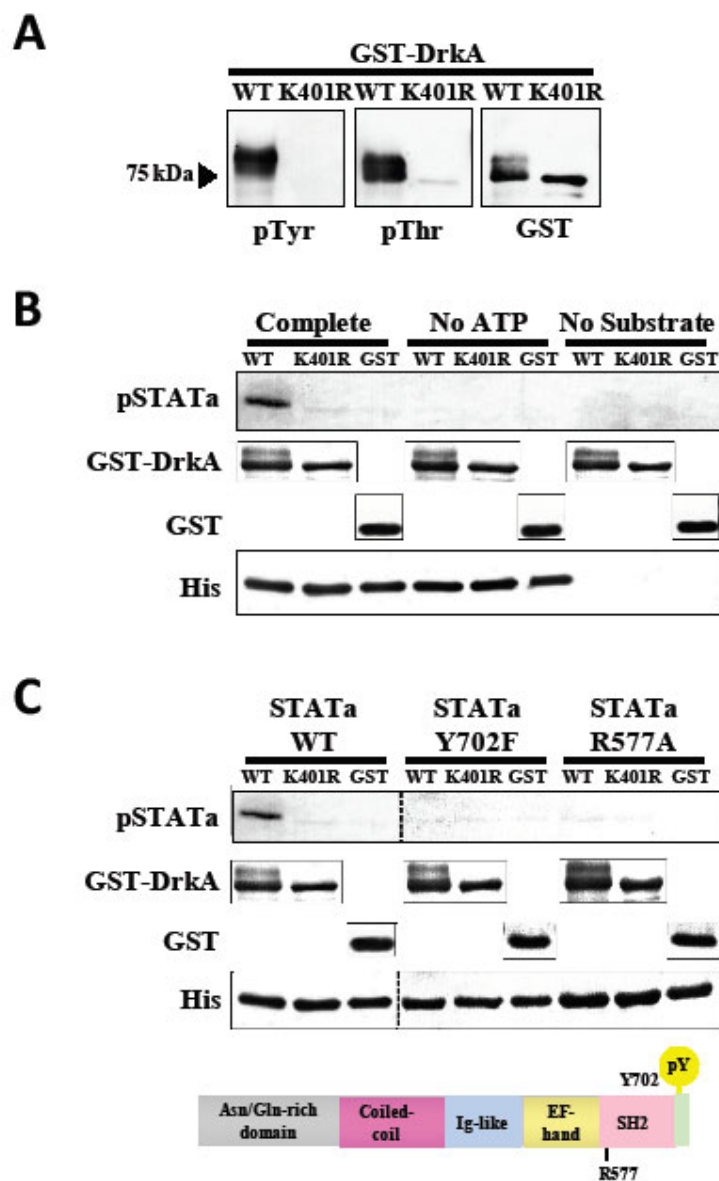 A
GST-DrkA
WT K401R WT K401R WT K401R
75 kDa
pTyr pThr GST
B
Complete No ATP No Substrate
WT K401R GST WT K401R GST WT K401R GST
pSTATa
GST-DrkA
GST
His
C
STATa WT STATa Y702F STATa R577A
WT K401R GST WT K401R GST WT K401R GST
pSTATa
GST-DrkA
GST
His
Y702 pY
Asn/Gln-rich domain Coiled-coil Ig-like EF-hand SH2
R577